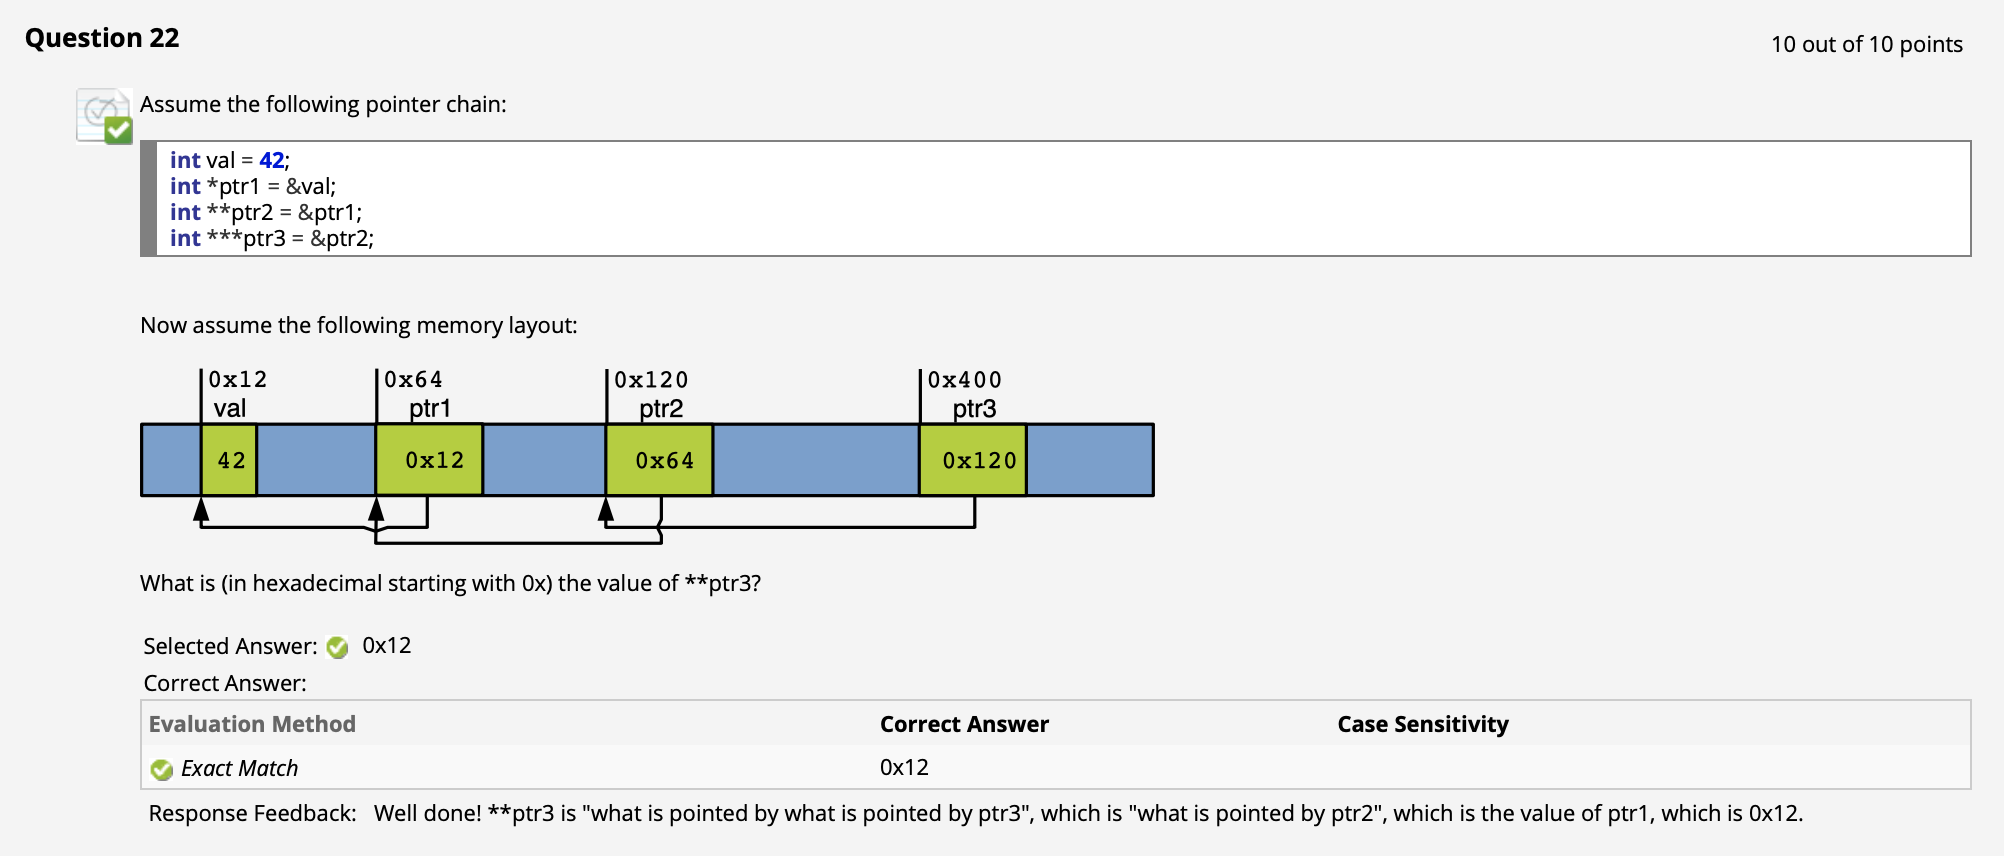 Question 22
10 out of 10 points
Assume the following pointer chain:
int val = 42;
int *ptr1 = &val;
int **ptr2 = &ptr1;
int ***ptr3 = &ptr2;
Now assume the following memory layout:
0x12 0x64 0x120 0x400
val ptr1 ptr2 ptr3
42 0x12 0x64 0x120
What is (in hexadecimal starting with 0x) the value of **ptr3?
Selected Answer: 0x12
Correct Answer:
Evaluation Method Correct Answer Case Sensitivity
Exact Match 0x12
Response Feedback: Well done! **ptr3 is "what is pointed by what is pointed by ptr3", which is "what is pointed by ptr2", which is the value of ptr1, which is 0x12.